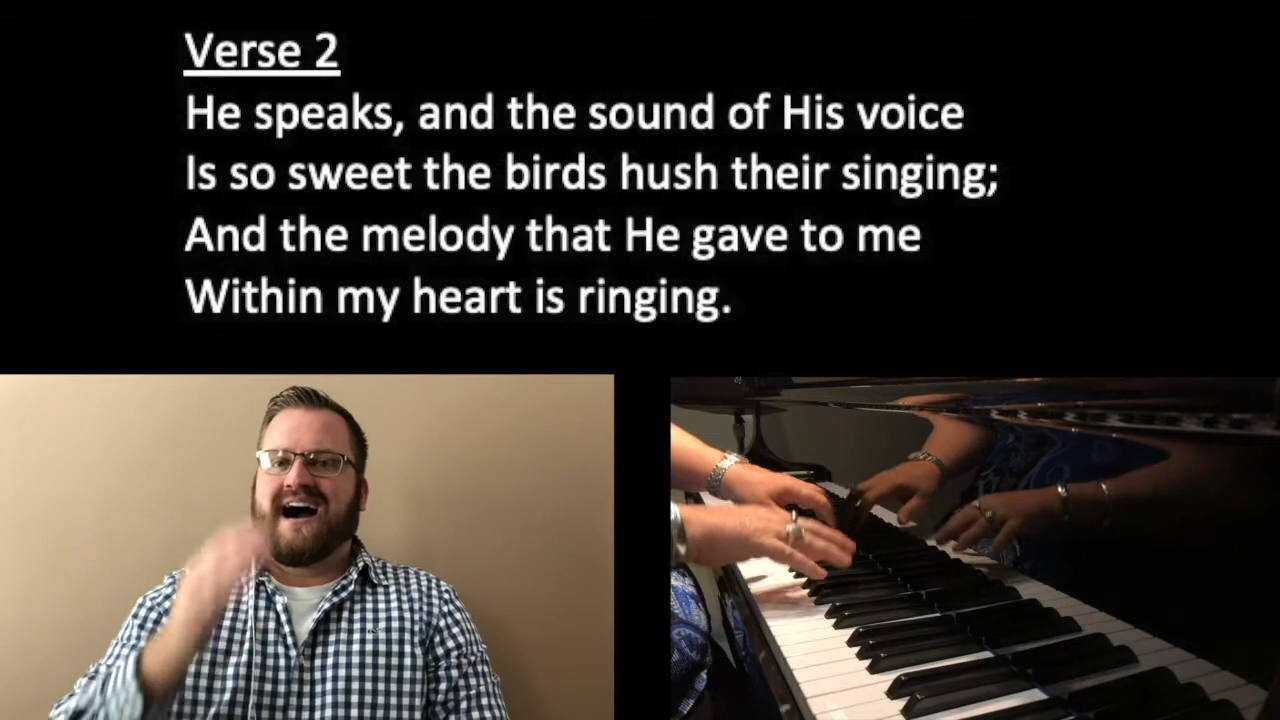 Verse 2
He speaks, and the sound of His voice
Is so sweet the birds hush their singing;
And the melody that He gave to me
Within my heart is ringing.